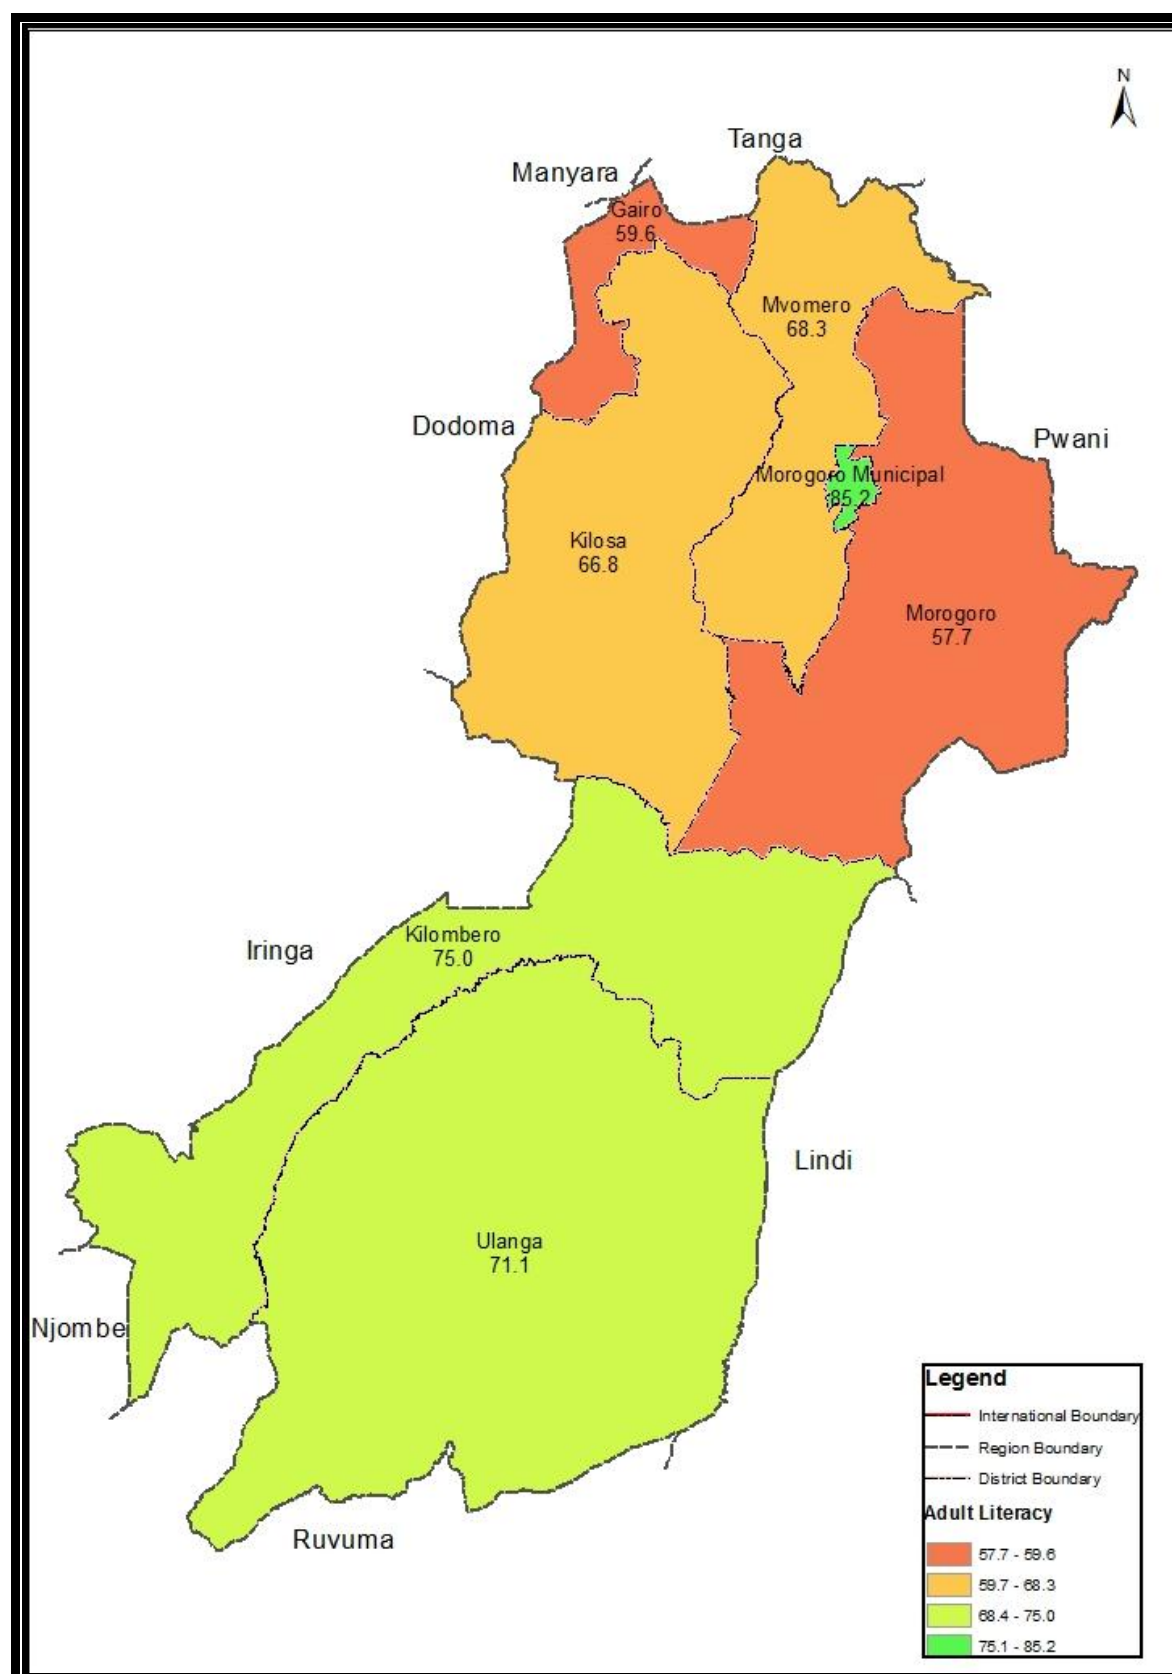 N
Tanga
Manyara
Gairo
59.6
Mvomero
68.3
Dodoma
Pwani
Morogoro Municipal
85.2
Kilosa
66.8
Morogoro
57.7
Kilombero
75.0
Iringa
Lindi
Ulanga
71.1
Njombe
Ruvuma
Legend
International Boundary
Region Boundary
District Boundary
Adult Literacy
57.7 - 59.6
59.7 - 68.3
68.4 - 75.0
75.1 - 85.2